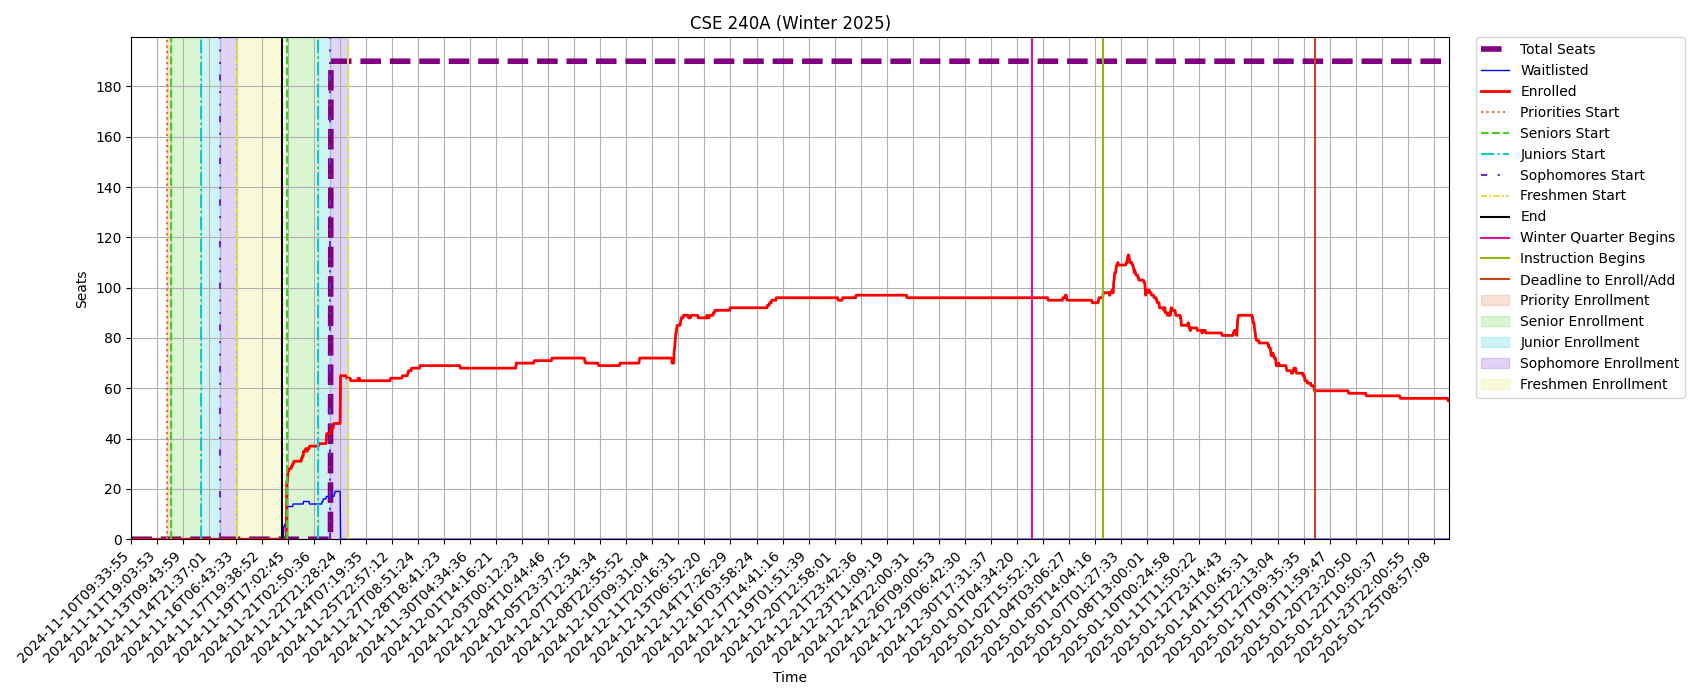 CSE 240A (Winter 2025)
Seats
180
160
140
120
100
80
60
40
20
0
2024-11-10T09:33:55
2024-11-11T19:03:53
2024-11-13T09:43:59
2024-11-14T21:37:01
2024-11-16T06:43:33
2024-11-17T19:38:52
2024-11-19T17:02:45
2024-11-21T02:50:36
2024-11-22T21:28:24
2024-11-24T07:19:35
2024-11-25T22:57:12
2024-11-27T08:51:24
2024-11-28T18:41:23
2024-11-30T04:34:36
2024-12-01T14:16:21
2024-12-03T00:12:23
2024-12-04T10:44:46
2024-12-05T23:37:25
2024-12-07T12:34:34
2024-12-08T22:55:52
2024-12-10T09:31:04
2024-12-11T20:16:31
2024-12-13T06:52:20
2024-12-14T17:26:29
2024-12-16T03:58:24
2024-12-17T14:41:16
2024-12-19T01:51:39
2024-12-20T12:58:01
2024-12-21T23:42:36
2024-12-23T11:09:19
2024-12-24T22:00:31
2024-12-26T09:00:53
2024-12-29T06:42:30
2024-12-30T17:31:37
2025-01-01T04:34:20
2025-01-02T15:52:12
2025-01-04T03:06:27
2025-01-05T14:04:16
2025-01-07T01:27:33
2025-01-08T13:00:01
2025-01-10T00:24:58
2025-01-11T11:50:22
2025-01-12T23:14:43
2025-01-14T10:45:31
2025-01-15T22:13:04
2025-01-17T09:35:35
2025-01-19T11:59:47
2025-01-20T23:20:50
2025-01-22T10:50:37
2025-01-23T22:00:55
2025-01-25T08:57:08
Time
Total Seats
Waitlisted
Enrolled
Priorities Start
Seniors Start
Juniors Start
Sophomores Start
Freshmen Start
End
Winter Quarter Begins
Instruction Begins
Deadline to Enroll/Add
Priority Enrollment
Senior Enrollment
Junior Enrollment
Sophomore Enrollment
Freshmen Enrollment